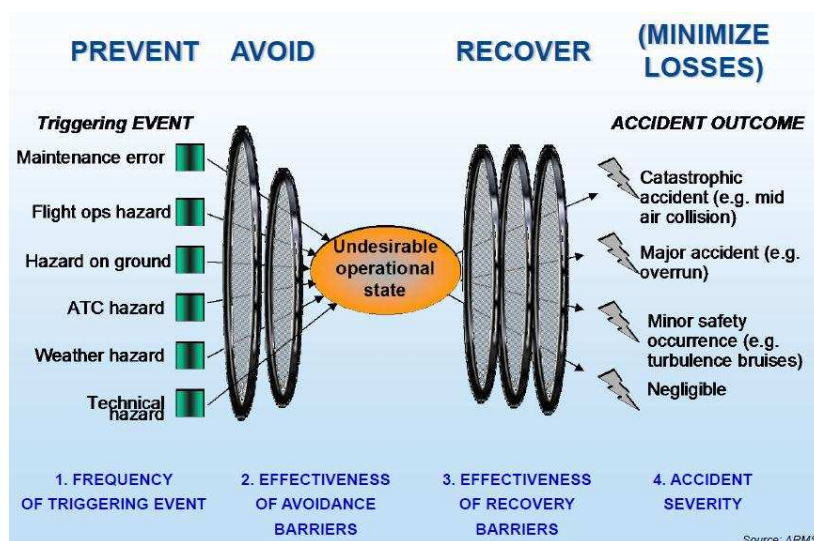 PREVENT
AVOID
RECOVER
(MINIMIZE
LOSSES)
Triggering EVENT
Maintenance error
Flight ops hazard
Hazard on ground
ATC hazard
Weather hazard
Technical
hazard
Undesirable
operational
state
ACCIDENT OUTCOME
Catastrophic
accident (e.g. mid
air collision)
Major accident (e.g.
overrun)
Minor safety
occurrence (e.g.
turbulence bruises)
Negligible
1. FREQUENCY
OF TRIGGERING EVENT
2. EFFECTIVENESS
OF AVOIDANCE
BARRIERS
3. EFFECTIVENESS
OF RECOVERY
BARRIERS
4. ACCIDENT
SEVERITY
Source: ARMS